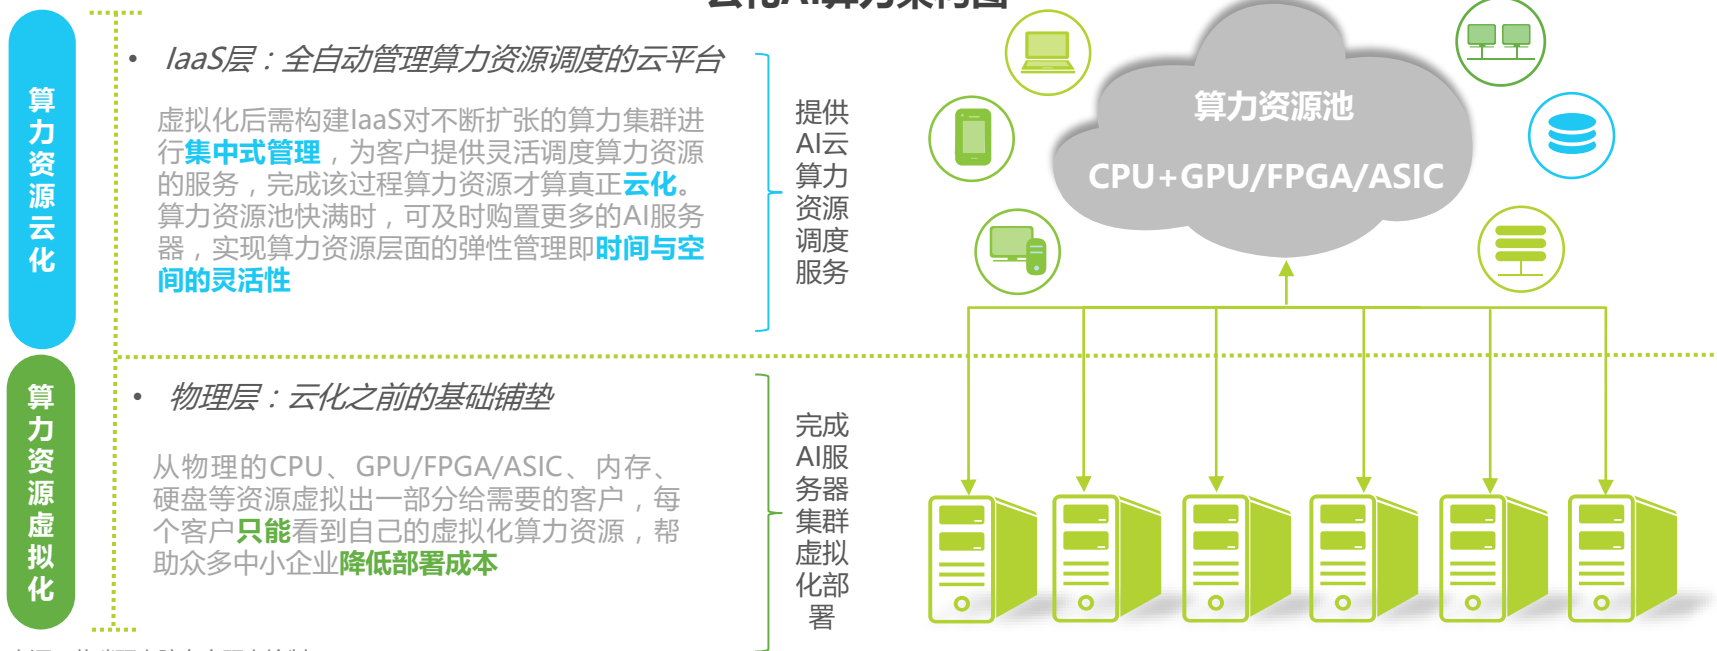 云化AI算力架构图
算力资源云化
• IaaS层：全自动管理算力资源调度的云平台
虚拟化后需构建IaaS对不断扩张的算力集群进
行集中式管理，为客户提供灵活调度算力资源
的服务，完成该过程算力资源才算真正云化。
算力资源池快满时，可及时购置更多的AI服务
器，实现算力资源层面的弹性管理即时间与空
间的灵活性
提供
AI云
算力
资源
调度
服务
算力资源池
CPU+GPU/FPGA/ASIC
算力资源虚拟化
• 物理层：云化之前的基础铺垫
从物理的CPU、GPU/FPGA/ASIC、内存、
硬盘等资源虚拟出一部分给需要的客户，每
个客户只能看到自己的虚拟化算力资源，帮
助众多中小企业降低部署成本
完成
AI服
务器
集群
虚拟
化部
署